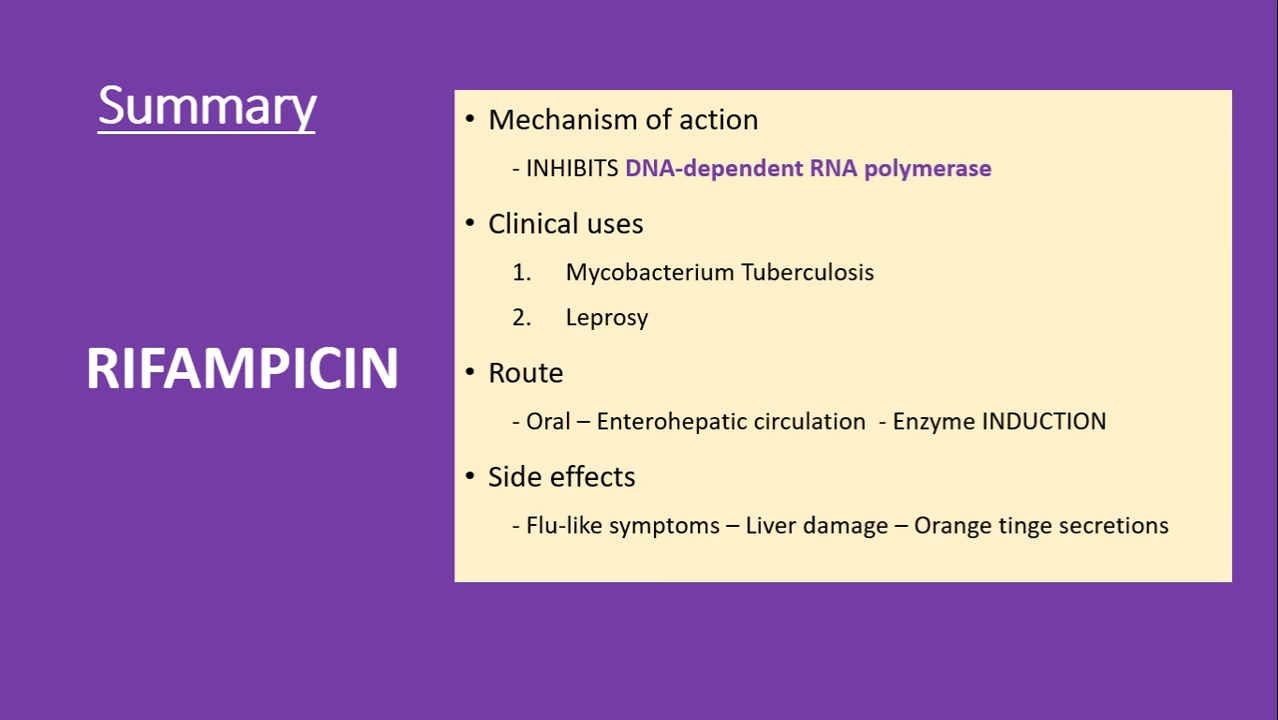 Summary
RIFAMPICIN
• Mechanism of action
- INHIBITS DNA-dependent RNA polymerase
• Clinical uses
1. Mycobacterium Tuberculosis
2. Leprosy
• Route
- Oral – Enterohepatic circulation - Enzyme INDUCTION
• Side effects
- Flu-like symptoms – Liver damage – Orange tinge secretions